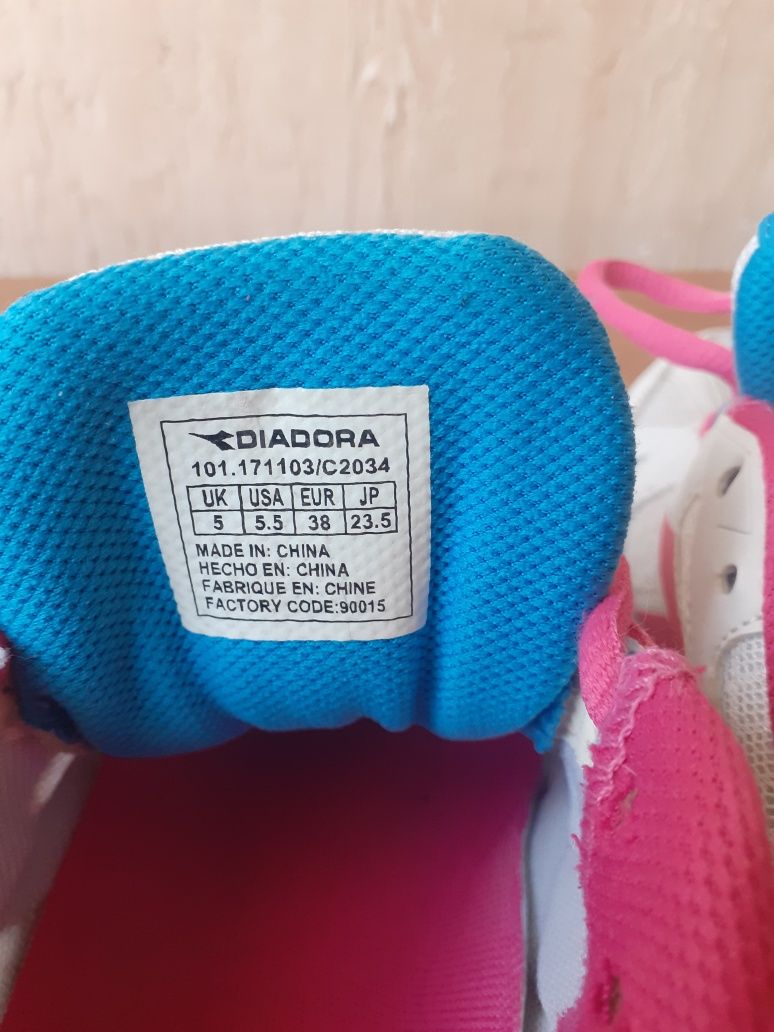 DIADORA
101.171103/C2034
UK USA EUR JP
5 5.5 38 23.5
MADE IN: CHINA
HECHO EN: CHINA
FABRIQUE EN: CHINE
FACTORY CODE:90015